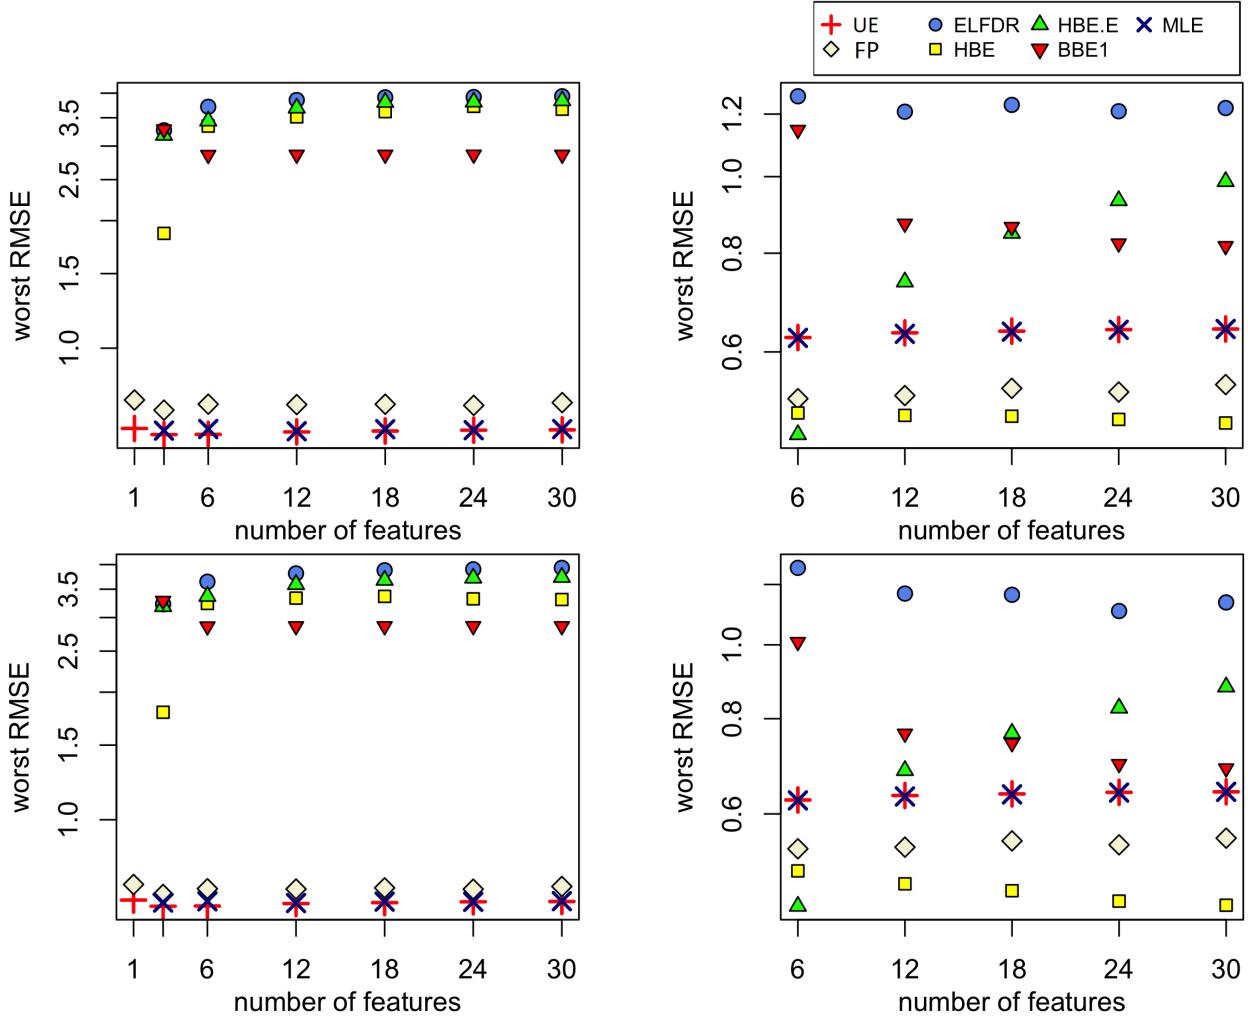 UE ELFDR HBE.E MLE
FP HBE BBE1
worst RMSE
3.5
2.5
1.5
1.0
1 6 12 18 24 30
number of features
worst RMSE
1.2
1.0
0.8
0.6
6 12 18 24 30
number of features
worst RMSE
3.5
2.5
1.5
1.0
1 6 12 18 24 30
number of features
worst RMSE
1.0
0.8
0.6
6 12 18 24 30
number of features